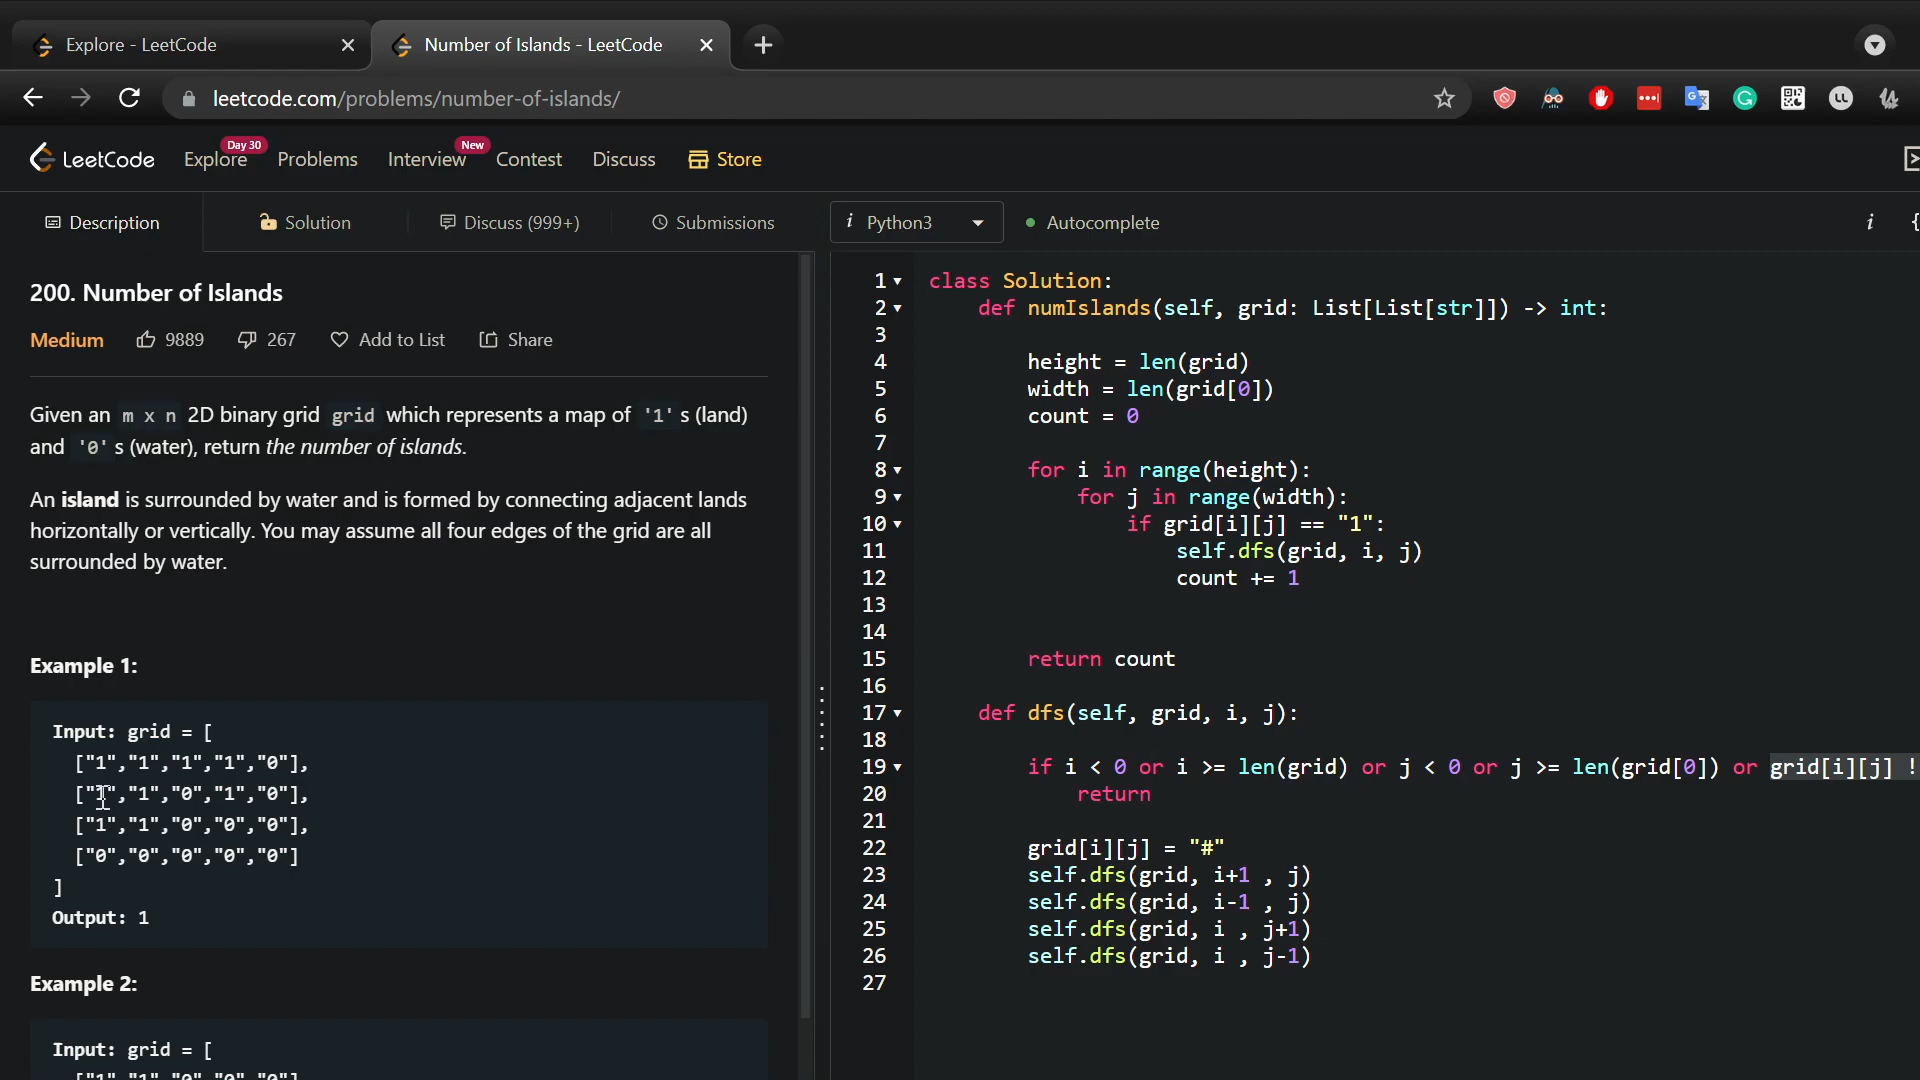 Explore - LeetCode
Number of Islands - LeetCode
leetcode.com/problems/number-of-islands/
LeetCode
Explore
Day 30
Problems
Interview
New
Contest
Discuss
Store
Description
Solution
Discuss (999+)
Submissions
i Python3
Autocomplete
i
{
200. Number of Islands
Medium
9889
267
Add to List
Share
Given an m x n 2D binary grid grid which represents a map of '1' s (land)
and '0' s (water), return the number of islands.
An island is surrounded by water and is formed by connecting adjacent lands
horizontally or vertically. You may assume all four edges of the grid are all
surrounded by water.
Example 1:
Input: grid = [
["1","1","1","1","0"],
["1","1","0","1","0"],
["1","1","0","0","0"],
["0","0","0","0","0"]
]
Output: 1
Example 2:
Input: grid = [
["1","1","0","0","0"]
1 class Solution:
2 def numIslands(self, grid: List[List[str]]) -> int:
3
4 height = len(grid)
5 width = len(grid[0])
6 count = 0
7
8 for i in range(height):
9 for j in range(width):
10 if grid[i][j] == "1":
11 self.dfs(grid, i, j)
12 count += 1
13
14
15 return count
16
17 def dfs(self, grid, i, j):
18
19 if i < 0 or i >= len(grid) or j < 0 or j >= len(grid[0]) or grid[i][j] !
20 return
21
22 grid[i][j] = "#"
23 self.dfs(grid, i+1 , j)
24 self.dfs(grid, i-1 , j)
25 self.dfs(grid, i , j+1)
26 self.dfs(grid, i , j-1)
27